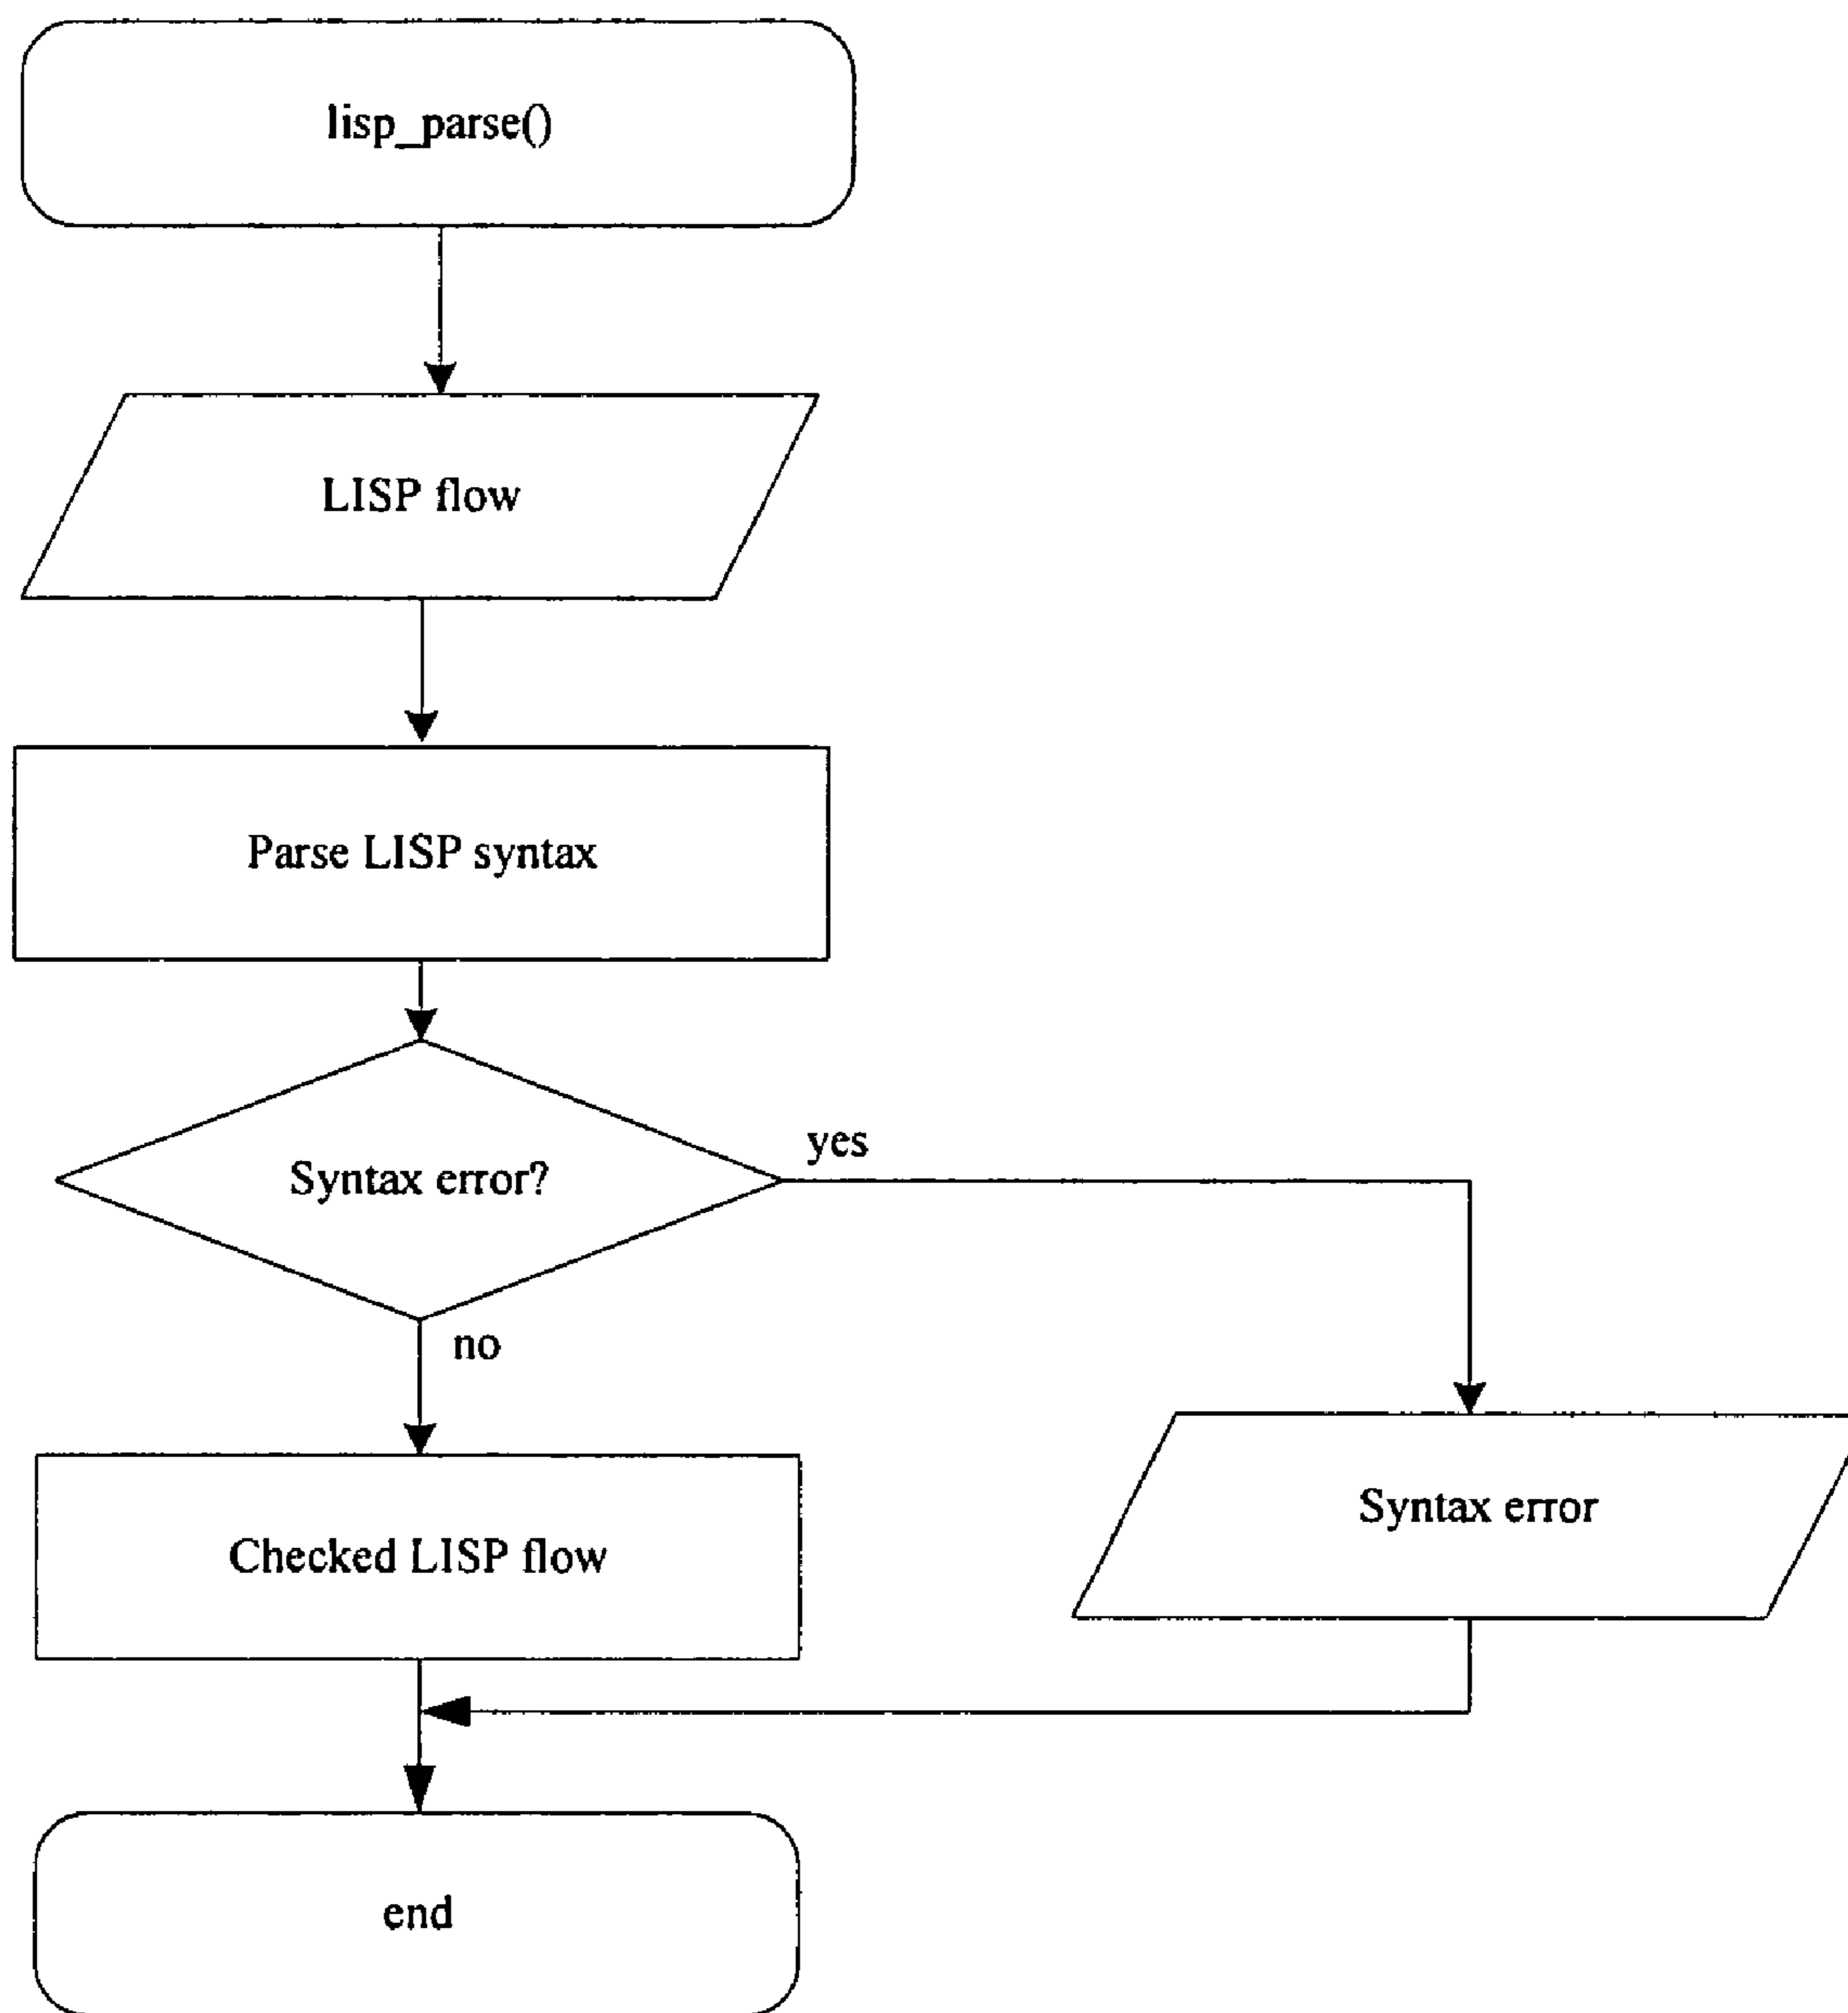 lisp_parse()
LISP flow
Parse LISP syntax
Syntax error?
yes
no
Syntax error
Checked LISP flow
end